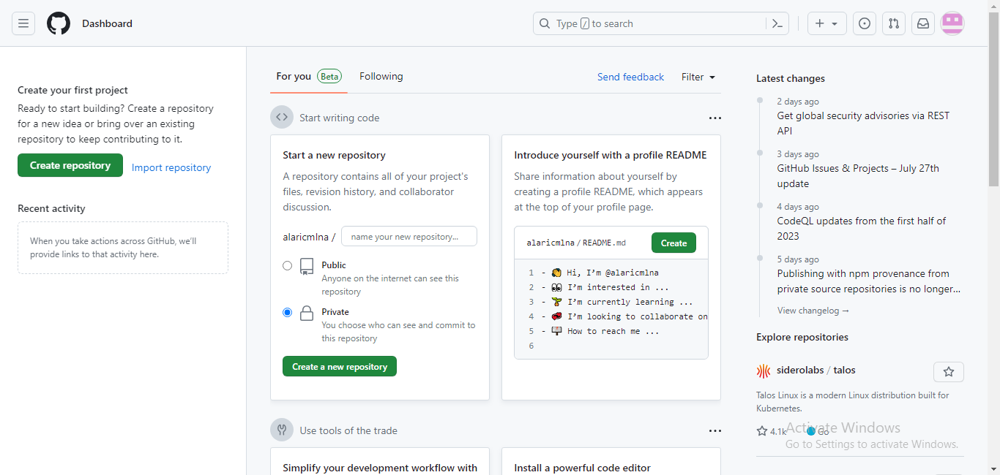 Dashboard
Type / to search
Create your first project
Ready to start building? Create a repository
for a new idea or bring over an existing
repository to keep contributing to it.
Create repository
Import repository
Recent activity
When you take actions across GitHub, we'll
provide links to that activity here.
For you Beta
Following
Send feedback
Filter
Start writing code
Start a new repository
A repository contains all of your project's
files, revision history, and collaborator
discussion.
alaricmlna /
name your new repository...
Public
Anyone on the internet can see this
repository
Private
You choose who can see and commit to
this repository
Create a new repository
Introduce yourself with a profile README
Share information about yourself by
creating a profile README, which appears
at the top of your profile page.
alaricmlna / README.md
Create
1 - 👋 Hi, I'm @alaricmlna
2 - 👀 I'm interested in ...
3 - 🌱 I'm currently learning ...
4 - 💞️ I'm looking to collaborate on
5 - 📫 How to reach me ...
6
Use tools of the trade
Simplify your development workflow with
Install a powerful code editor
Latest changes
2 days ago
Get global security advisories via REST
API
3 days ago
GitHub Issues & Projects – July 27th
update
4 days ago
CodeQL updates from the first half of
2023
5 days ago
Publishing with npm provenance from
private source repositories is no longer...
View changelog →
Explore repositories
siderolabs / talos
Talos Linux is a modern Linux distribution built for
Kubernetes.
4.1k
Go
Activate Windows
Go to Settings to activate Windows.